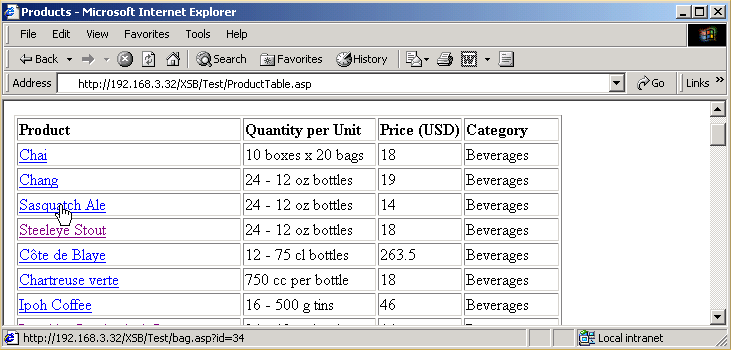 Products - Microsoft Internet Explorer
File Edit View Favorites Tools Help
Back Search Favorites History
Address http://192.168.3.32/XSB/Test/ProductTable.asp Go Links »
Product Quantity per Unit Price (USD) Category
Chai 10 boxes x 20 bags 18 Beverages
Chang 24 - 12 oz bottles 19 Beverages
Sasquatch Ale 24 - 12 oz bottles 14 Beverages
Steeleye Stout 24 - 12 oz bottles 18 Beverages
Côte de Blaye 12 - 75 cl bottles 263.5 Beverages
Chartreuse verte 750 cc per bottle 18 Beverages
Ipoh Coffee 16 - 500 g tins 46 Beverages
http://192.168.3.32/XSB/Test/bag.asp?id=34 Local intranet